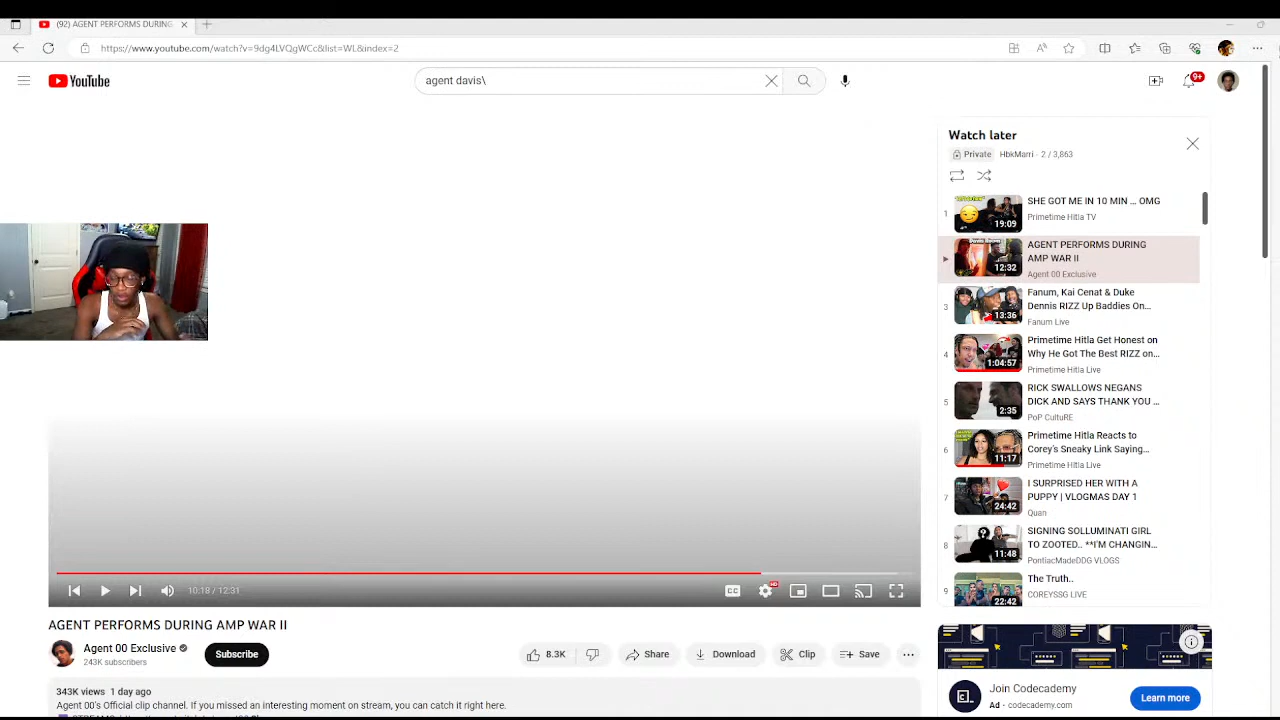 (92) AGENT PERFORMS DURING
https://www.youtube.com/watch?v=9dg4LVQgWCc&list=WL&index=2
YouTube
agent davis\
9+
Watch later
Private HbkMarri - 2 / 3,863
1
19:09
SHE GOT ME IN 10 MIN ... OMG
Primetime Hitla TV
12:32
AGENT PERFORMS DURING
AMP WAR II
Agent 00 Exclusive
3
13:36
Fanum, Kai Cenat & Duke
Dennis RIZZ Up Baddies On...
Fanum Live
4
1:04:57
Primetime Hitla Get Honest on
Why He Got The Best RIZZ on...
Primetime Hitla Live
5
2:35
RICK SWALLOWS NEGANS
DICK AND SAYS THANK YOU ...
PoP CultuRE
6
11:17
Primetime Hitla Reacts to
Corey's Sneaky Link Saying...
Primetime Hitla Live
7
24:42
I SURPRISED HER WITH A
PUPPY | VLOGMAS DAY 1
Quan
8
11:48
SIGNING SOLLUMINATI GIRL
TO ZOOTED.. **I'M CHANGIN...
PontiacMadeDDG VLOGS
9
22:42
The Truth..
COREYSSG LIVE
10:18 / 12:31
CC
HD
AGENT PERFORMS DURING AMP WAR II
Agent 00 Exclusive
243K subscribers
Subscribe
8.3K
Share
Download
Clip
Save
343K views 1 day ago
Agent 00's Official clip channel. If you missed any interesting moment on stream, you can catch it here.
Join Codecademy
Ad · codecademy.com
Learn more